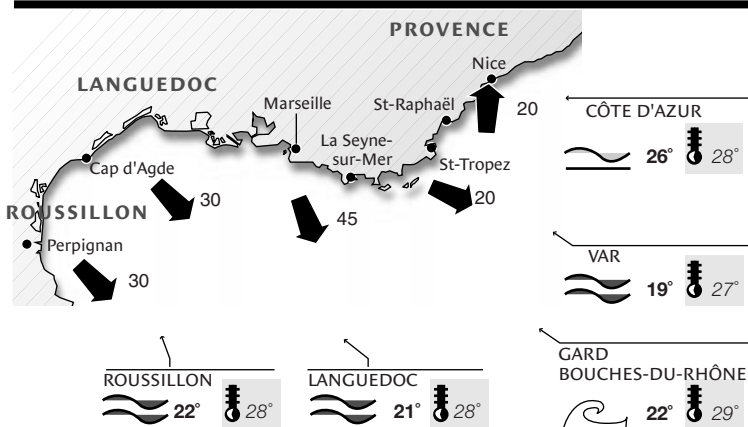 PROVENCE
Nice
LANGUEDOC
Marseille
St-Raphaël
20
CÔTE D'AZUR
La Seyne-
sur-Mer
26° 28°
Cap d'Agde
St-Tropez
30
20
ROUSSILLON
45
Perpignan
VAR
30
19° 27°
GARD
BOUCHES-DU-RHÔNE
ROUSSILLON
LANGUEDOC
22° 28°
21° 28°
22° 29°